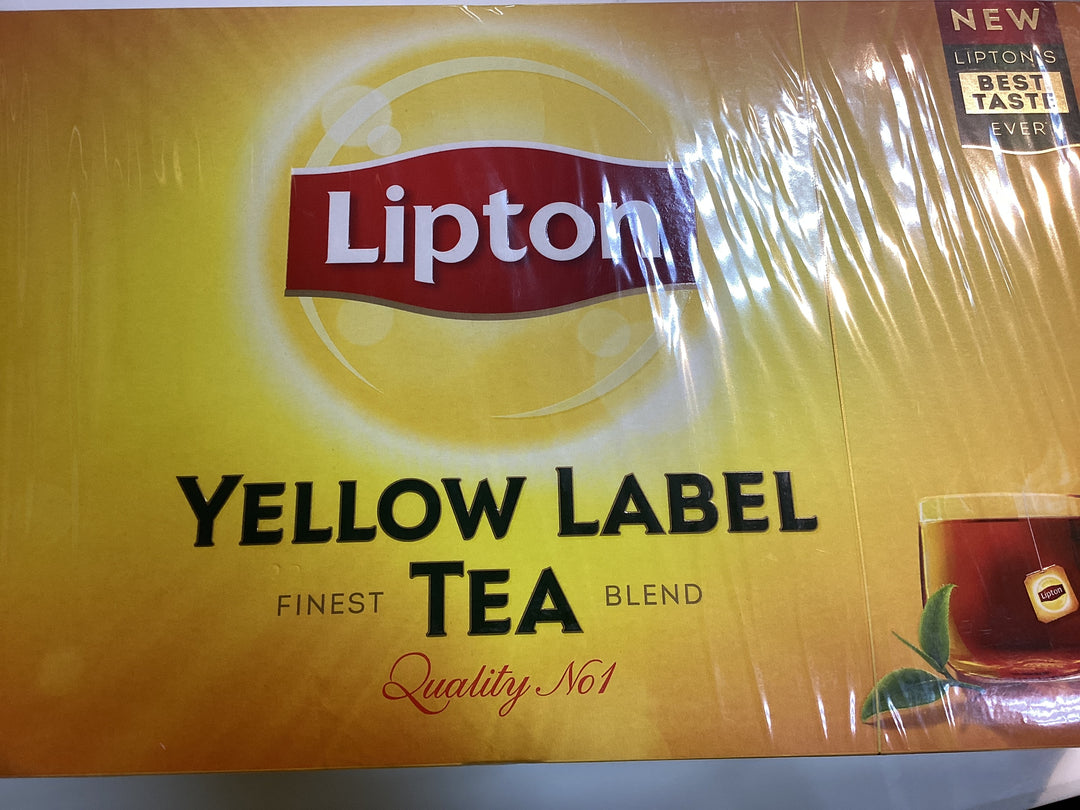 NEW
LIPTON'S
BEST
TASTE
EVER
Lipton
YELLOW LABEL
FINEST TEA BLEND
Quality No1
Lipton